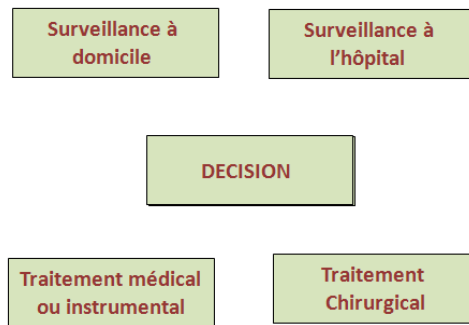 Surveillance à
domicile
Surveillance à
l'hôpital
DECISION
Traitement médical
ou instrumental
Traitement
Chirurgical